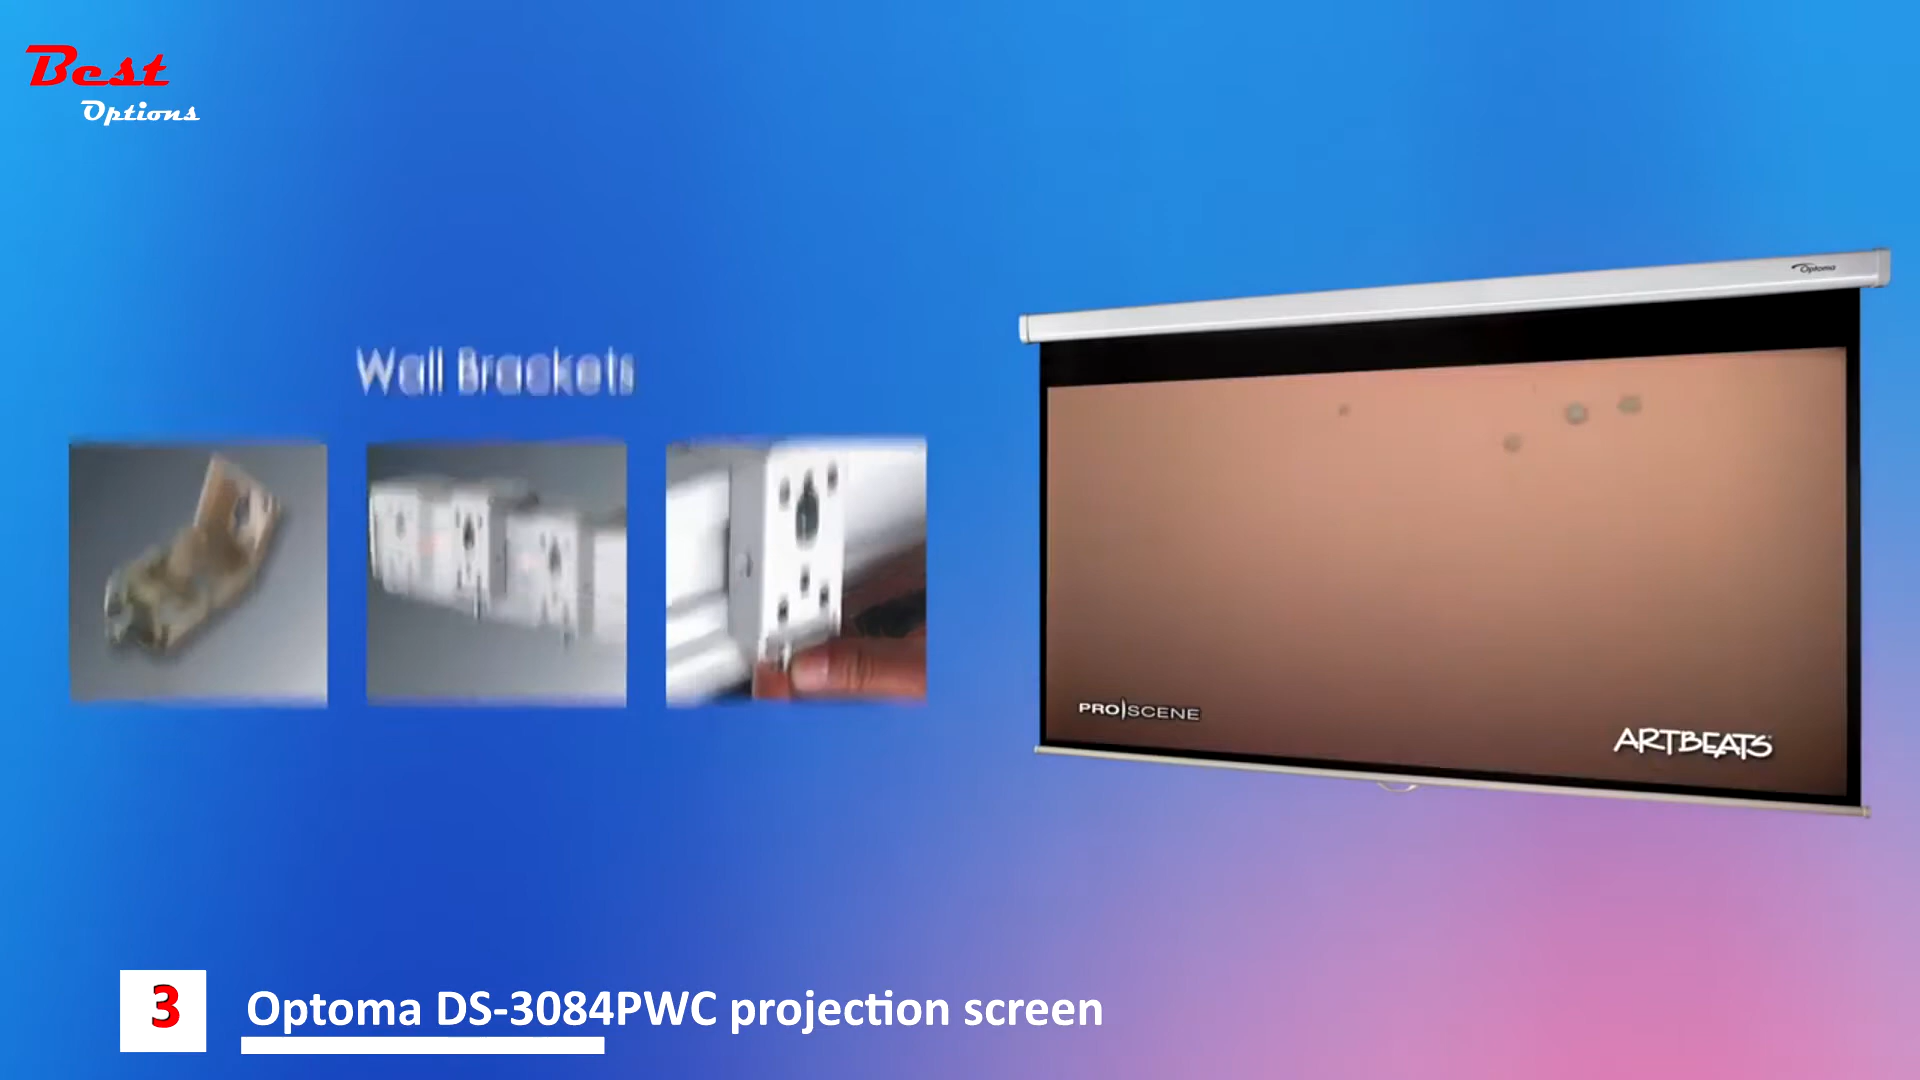 Best
Options
Wall Brackets
Optoma
PRO|SCENE
ARTBEATS
3
Optoma DS-3084PWC projection screen